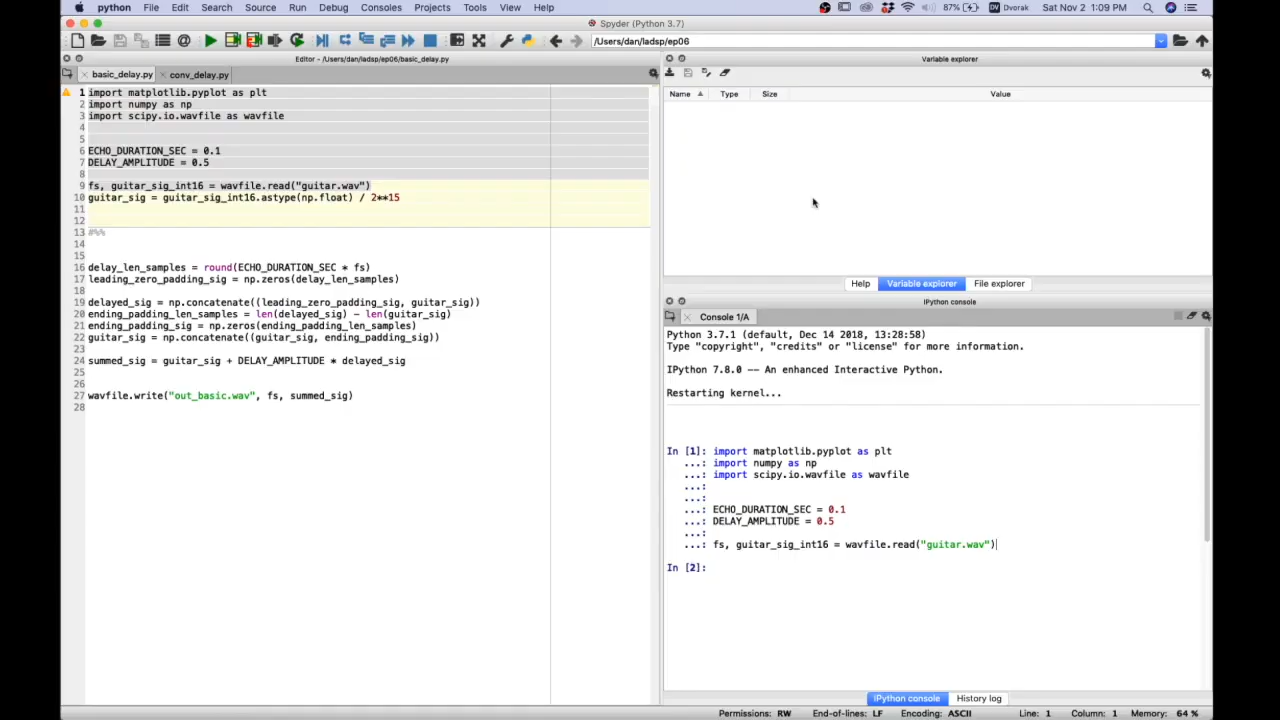 python File Edit Search Source Run Debug Consoles Projects Tools View Help 87% DV Dvorak Sat Nov 2 1:09 PM
Spyder (Python 3.7)
/Users/dan/ladsp/ep06
Editor - /Users/dan/ladsp/ep06/basic_delay.py
basic_delay.py conv_delay.py
1 import matplotlib.pyplot as plt
2 import numpy as np
3 import scipy.io.wavfile as wavfile
4
5
6 ECHO_DURATION_SEC = 0.1
7 DELAY_AMPLITUDE = 0.5
8
9 fs, guitar_sig_int16 = wavfile.read("guitar.wav")
10 guitar_sig = guitar_sig_int16.astype(np.float) / 2**15
11
12
13 #%%
14
15
16 delay_len_samples = round(ECHO_DURATION_SEC * fs)
17 leading_zero_padding_sig = np.zeros(delay_len_samples)
18
19 delayed_sig = np.concatenate((leading_zero_padding_sig, guitar_sig))
20 ending_padding_len_samples = len(delayed_sig) - len(guitar_sig)
21 ending_padding_sig = np.zeros(ending_padding_len_samples)
22 guitar_sig = np.concatenate((guitar_sig, ending_padding_sig))
23
24 summed_sig = guitar_sig + DELAY_AMPLITUDE * delayed_sig
25
26
27 wavfile.write("out_basic.wav", fs, summed_sig)
28
Variable explorer
Name Type Size Value
Help Variable explorer File explorer
IPython console
Console 1/A
Python 3.7.1 (default, Dec 14 2018, 13:28:58)
Type "copyright", "credits" or "license" for more information.
IPython 7.8.0 -- An enhanced Interactive Python.
Restarting kernel...
In [1]: import matplotlib.pyplot as plt
...: import numpy as np
...: import scipy.io.wavfile as wavfile
...:
...:
...: ECHO_DURATION_SEC = 0.1
...: DELAY_AMPLITUDE = 0.5
...:
...: fs, guitar_sig_int16 = wavfile.read("guitar.wav")
In [2]:
IPython console History log
Permissions: RW End-of-lines: LF Encoding: ASCII Line: 1 Column: 1 Memory: 64 %